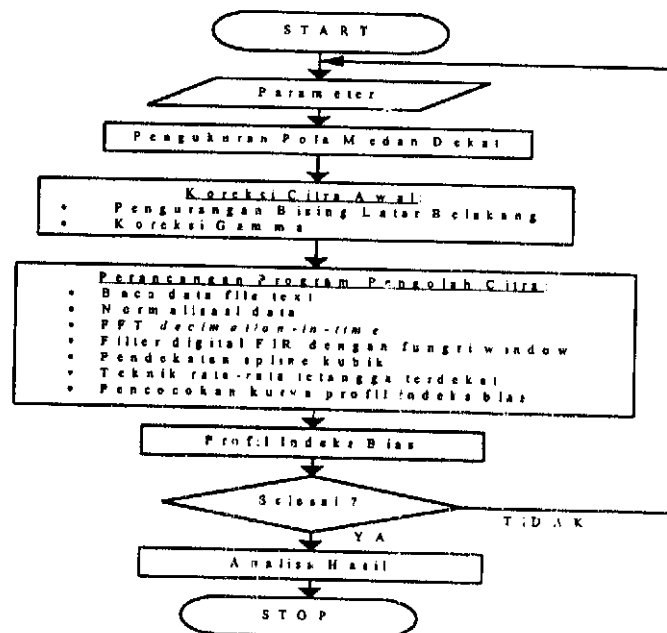 START
Parameter
Pengukuran Pola Medan Dekat
Koreksi Citra Awal:
• Pengurangan Bising Latar Belakang
• Koreksi Gamma
Perancangan Program Pengolah Citra:
• Baca data file text
• Normalisasi data
• FFT decimation-in-time
• Filter digital FIR dengan fungsi window
• Pendekatan spline kubik
• Teknik rata-rata tetangga terdekat
• Pencocokan kurva profil indeks bias
Profil Indeks Bias
Selesai ?
TIDAK
YA
Analisa Hasil
STOP